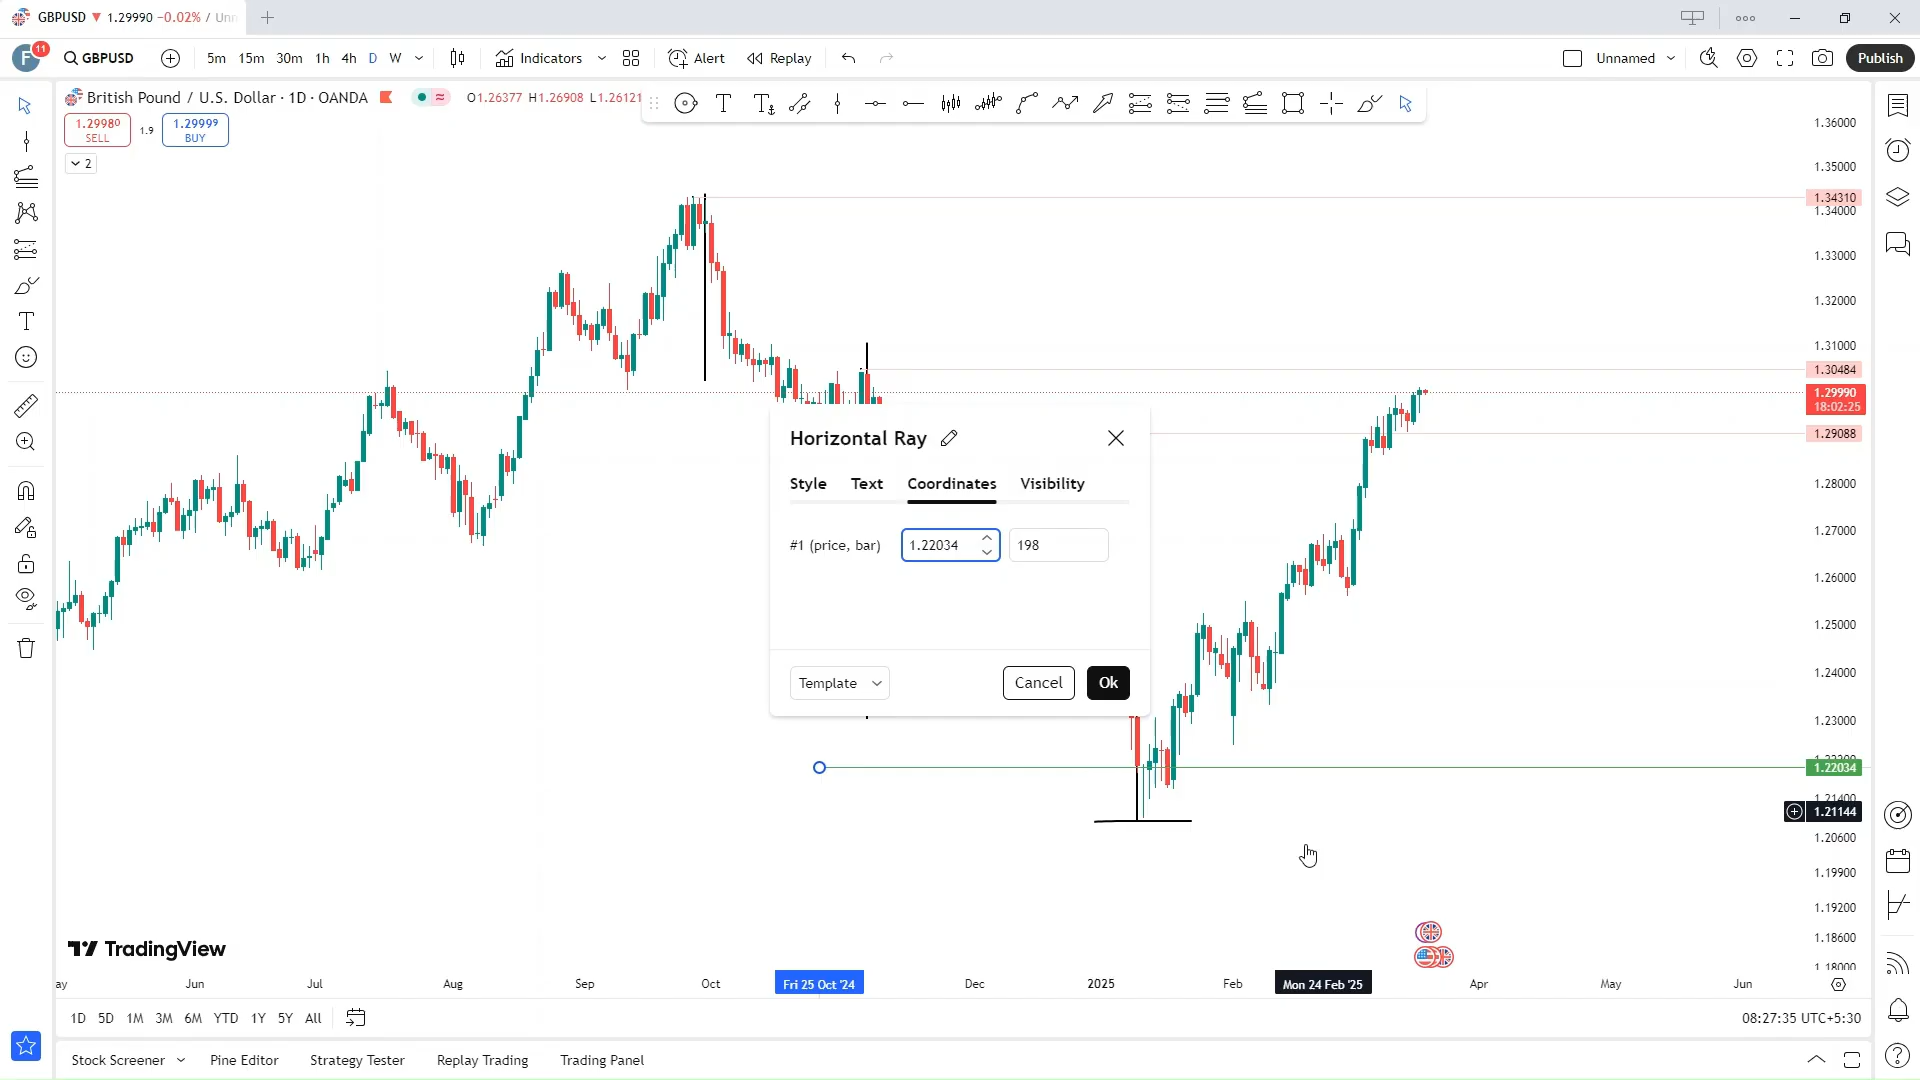 GBPUSD ▼ 1.29990 −0.02% / Unn
F 11 GBPUSD 5m 15m 30m 1h 4h D W Indicators Alert Replay Unnamed Publish
British Pound / U.S. Dollar · 1D · OANDA O1.26377 H1.26908 L1.26121
1.29980 SELL 1.9 1.29999 BUY
2
1.36000
1.35000
1.34310
1.34000
1.33000
1.32000
1.31000
1.30484
1.29990
18:02:25
1.29088
1.28000
1.27000
1.26000
1.25000
1.24000
1.23000
1.22034
1.21400
1.21144
1.20600
1.19900
1.19200
1.18600
1.18000
Horizontal Ray
Style Text Coordinates Visibility
#1 (price, bar) 1.22034 198
Template Cancel Ok
TradingView
ay Jun Jul Aug Sep Oct Fri 25 Oct '24 Dec 2025 Feb Mon 24 Feb '25 Apr May Jun
1D 5D 1M 3M 6M YTD 1Y 5Y All 08:27:35 UTC+5:30
Stock Screener Pine Editor Strategy Tester Replay Trading Trading Panel